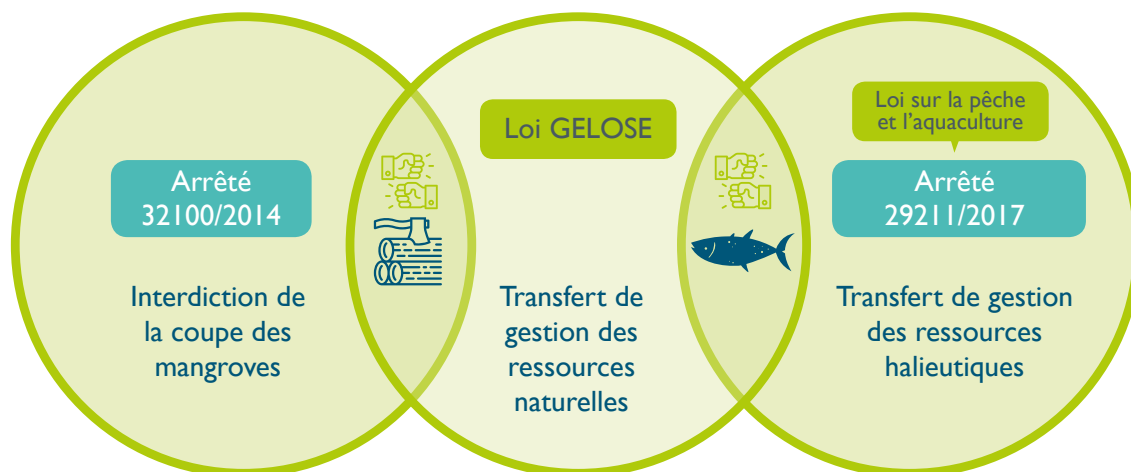 Arrêté
32100/2014
Interdiction de
la coupe des
mangroves
Loi GELOSE
Transfert de
gestion des
ressources
naturelles
Loi sur la pêche
et l'aquaculture
Arrêté
29211/2017
Transfert de gestion
des ressources
halieutiques